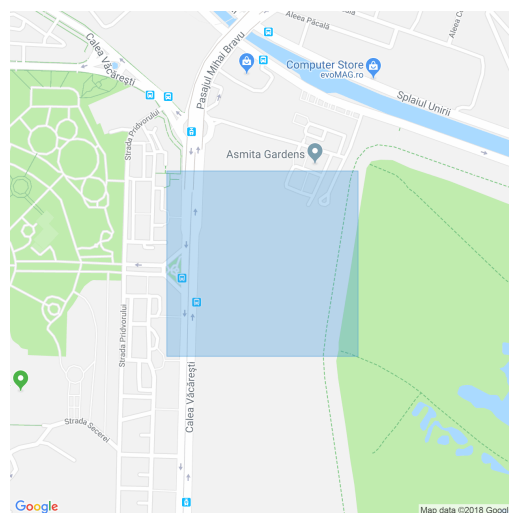 Aleea Păcală
Calea Văcărești
Pasajul Mihai Bravu
Computer Store
evoMAG.ro
Splaiul Unirii
Strada Pridvorului
Asmita Gardens
Strada Pridvorului
Calea Văcărești
Strada Secerei
Google
Map data ©2018 Googl